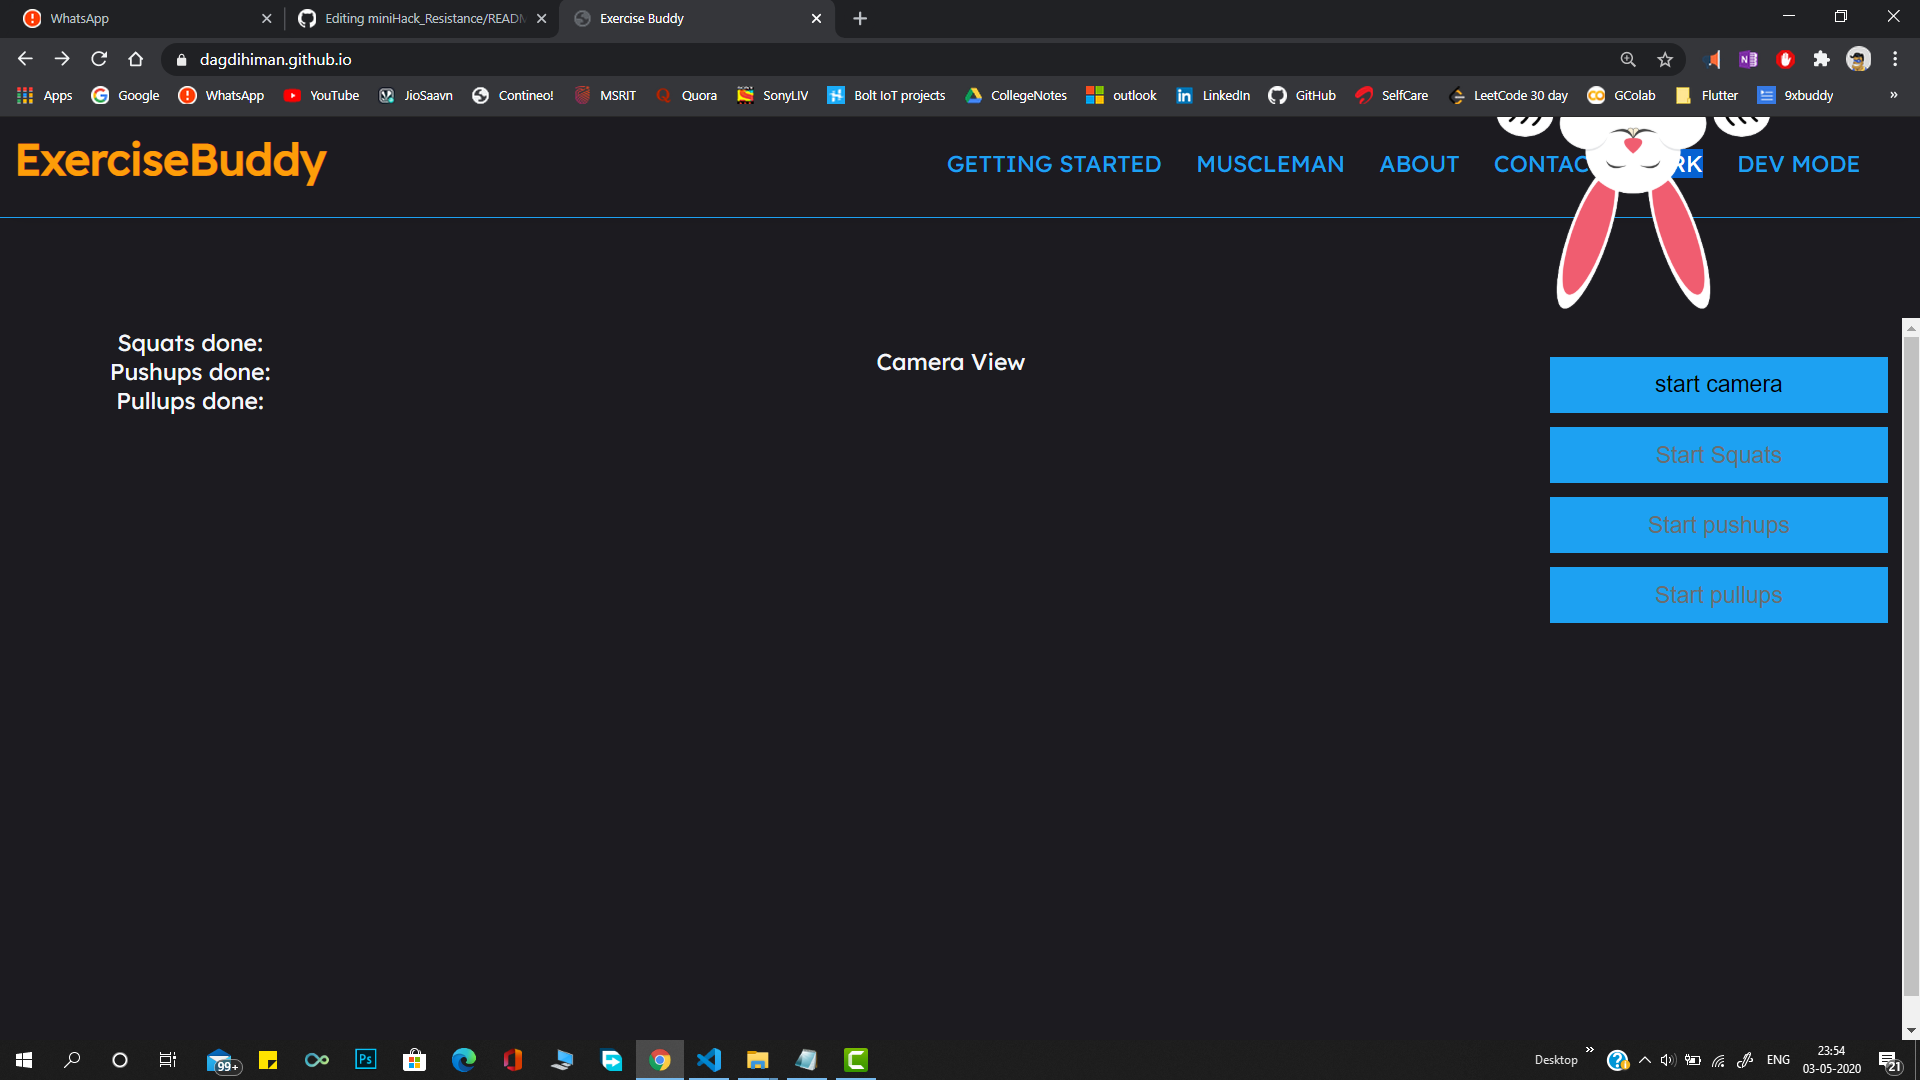 WhatsApp
Editing miniHack_Resistance/READM
Exercise Buddy
dagdihiman.github.io
Apps Google WhatsApp YouTube JioSaavn Contineo! MSRIT Quora SonyLIV Bolt IoT projects CollegeNotes outlook LinkedIn GitHub SelfCare LeetCode 30 day GColab Flutter 9xbuddy »
ExerciseBuddy
GETTING STARTED MUSCLEMAN ABOUT CONTAC RK DEV MODE
Squats done:
Pushups done:
Pullups done:
Camera View
start camera
Start Squats
Start pushups
Start pullups
99+
Ps
Desktop » ENG
23:54
03-05-2020
21